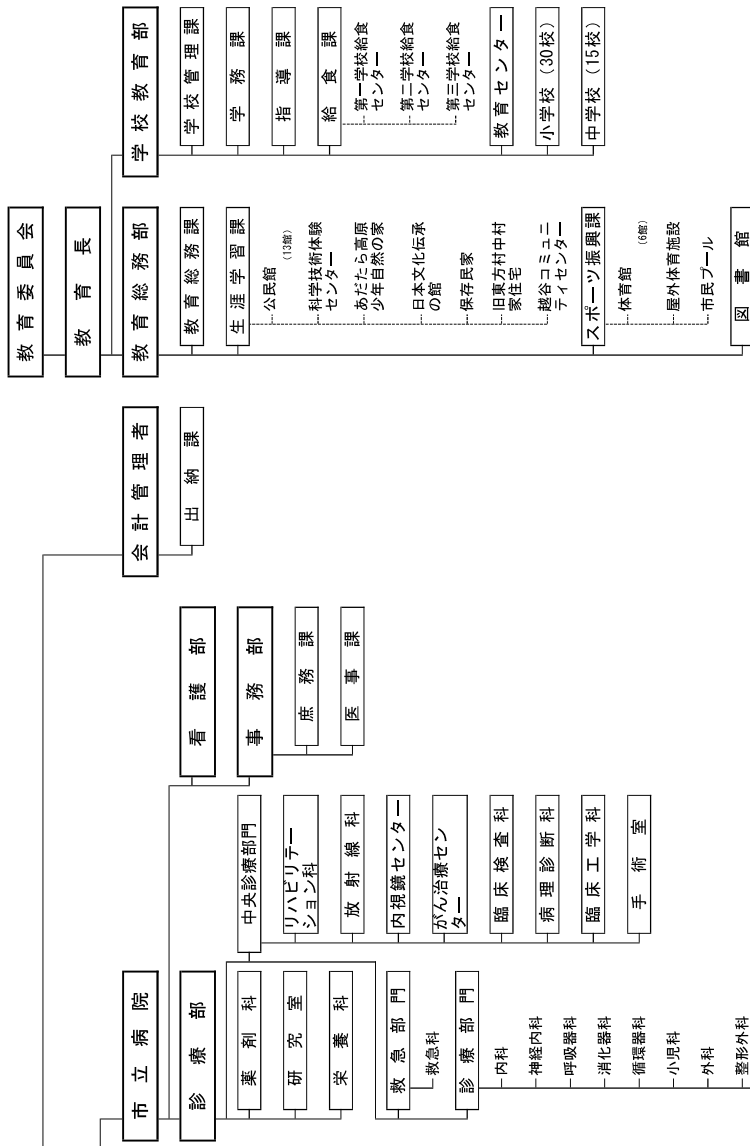 教育委員会
教育長
教育総務部
教育総務課
生涯学習課
公民館
(13館)
科学技術体験
センター
あだたら高原
少年自然の家
日本文化伝承
の館
保存民家
旧東方村中村
家住宅
越谷コミュニ
ティセンター
スポーツ振興課
体育館
(6館)
屋外体育施設
市民プール
図書館
学校教育部
学校管理課
学務課
指導課
給食課
第一学校給食
センター
第二学校給食
センター
第三学校給食
センター
教育センター
小学校(30校)
中学校(15校)
会計管理者
出納課
市立病院
診療部
薬剤科
研究室
栄養科
中央診療部門
リハビリテー
ション科
放射線科
内視鏡センター
がん治療セン
ター
臨床検査科
病理診断科
臨床工学科
手術室
救急部門
救急科
診療部門
内科
神経内科
呼吸器科
消化器科
循環器科
小児科
外科
整形外科
看護部
事務部
庶務課
医事課